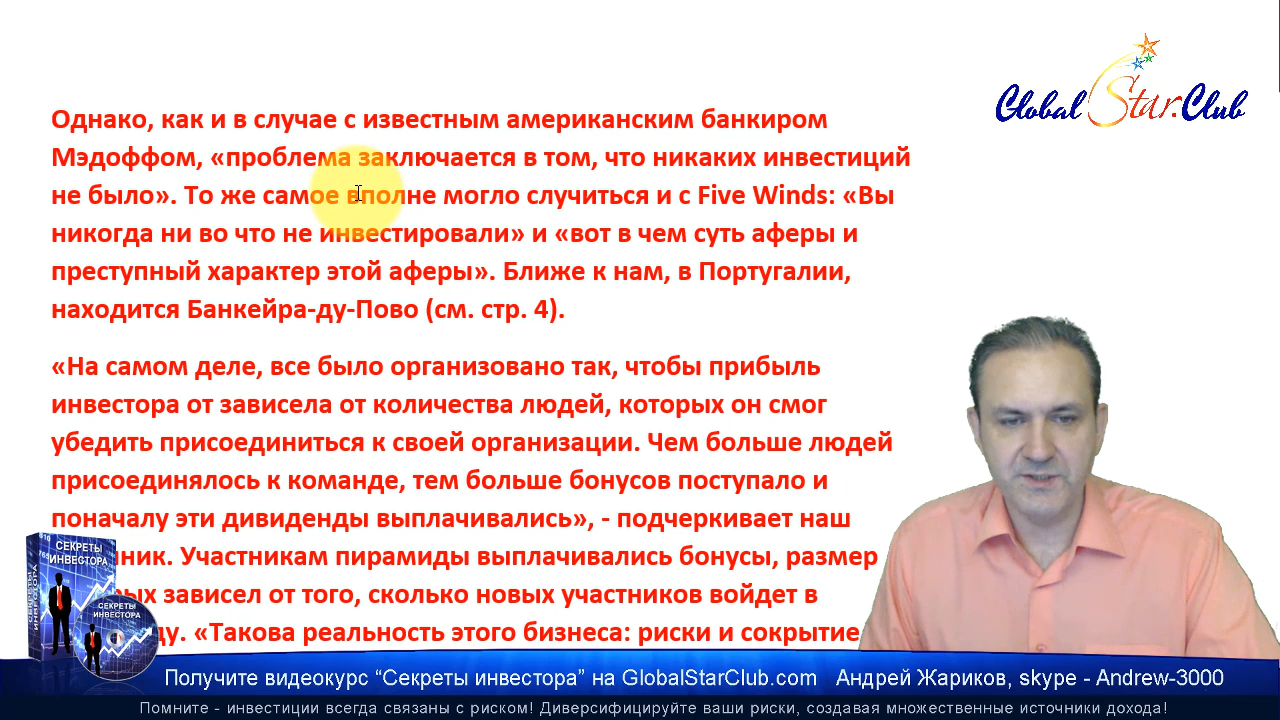 Global Star.Club
Однако, как и в случае с известным американским банкиром
Мэдоффом, «проблема заключается в том, что никаких инвестиций
не было». То же самое вполне могло случиться и с Five Winds: «Вы
никогда ни во что не инвестировали» и «вот в чем суть аферы и
преступный характер этой аферы». Ближе к нам, в Португалии,
находится Банкейра-ду-Пово (см. стр. 4).
«На самом деле, все было организовано так, чтобы прибыль
инвестора от зависела от количества людей, которых он смог
убедить присоединиться к своей организации. Чем больше людей
присоединялось к команде, тем больше бонусов поступало и
поначалу эти дивиденды выплачивались», - подчеркивает наш
ник. Участникам пирамиды выплачивались бонусы, размер
ых зависел от того, сколько новых участников войдет в
ду. «Такова реальность этого бизнеса: риски и сокрытие
СЕКРЕТЫ
ИНВЕСТОРА
СЕКРЕТЫ
ИНВЕСТОРА
СЕКРЕТЫ
ИНВЕСТОРА
Получите видеокурс “Секреты инвестора” на GlobalStarClub.com Андрей Жариков, skype - Andrew-3000
Помните - инвестиции всегда связаны с риском! Диверсифицируйте ваши риски, создавая множественные источники дохода!